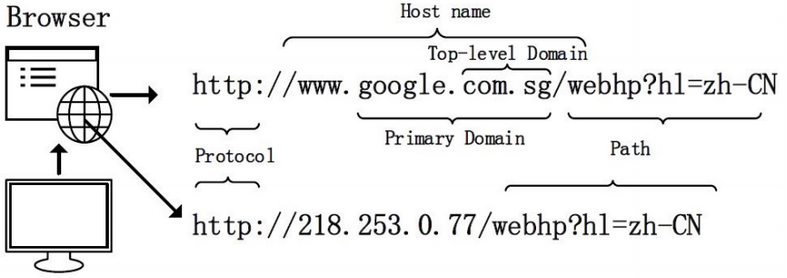 Browser
Host name
Top-level Domain
http://www.google.com.sg/webhp?hl=zh-CN
Protocol
Primary Domain
Path
http://218.253.0.77/webhp?hl=zh-CN